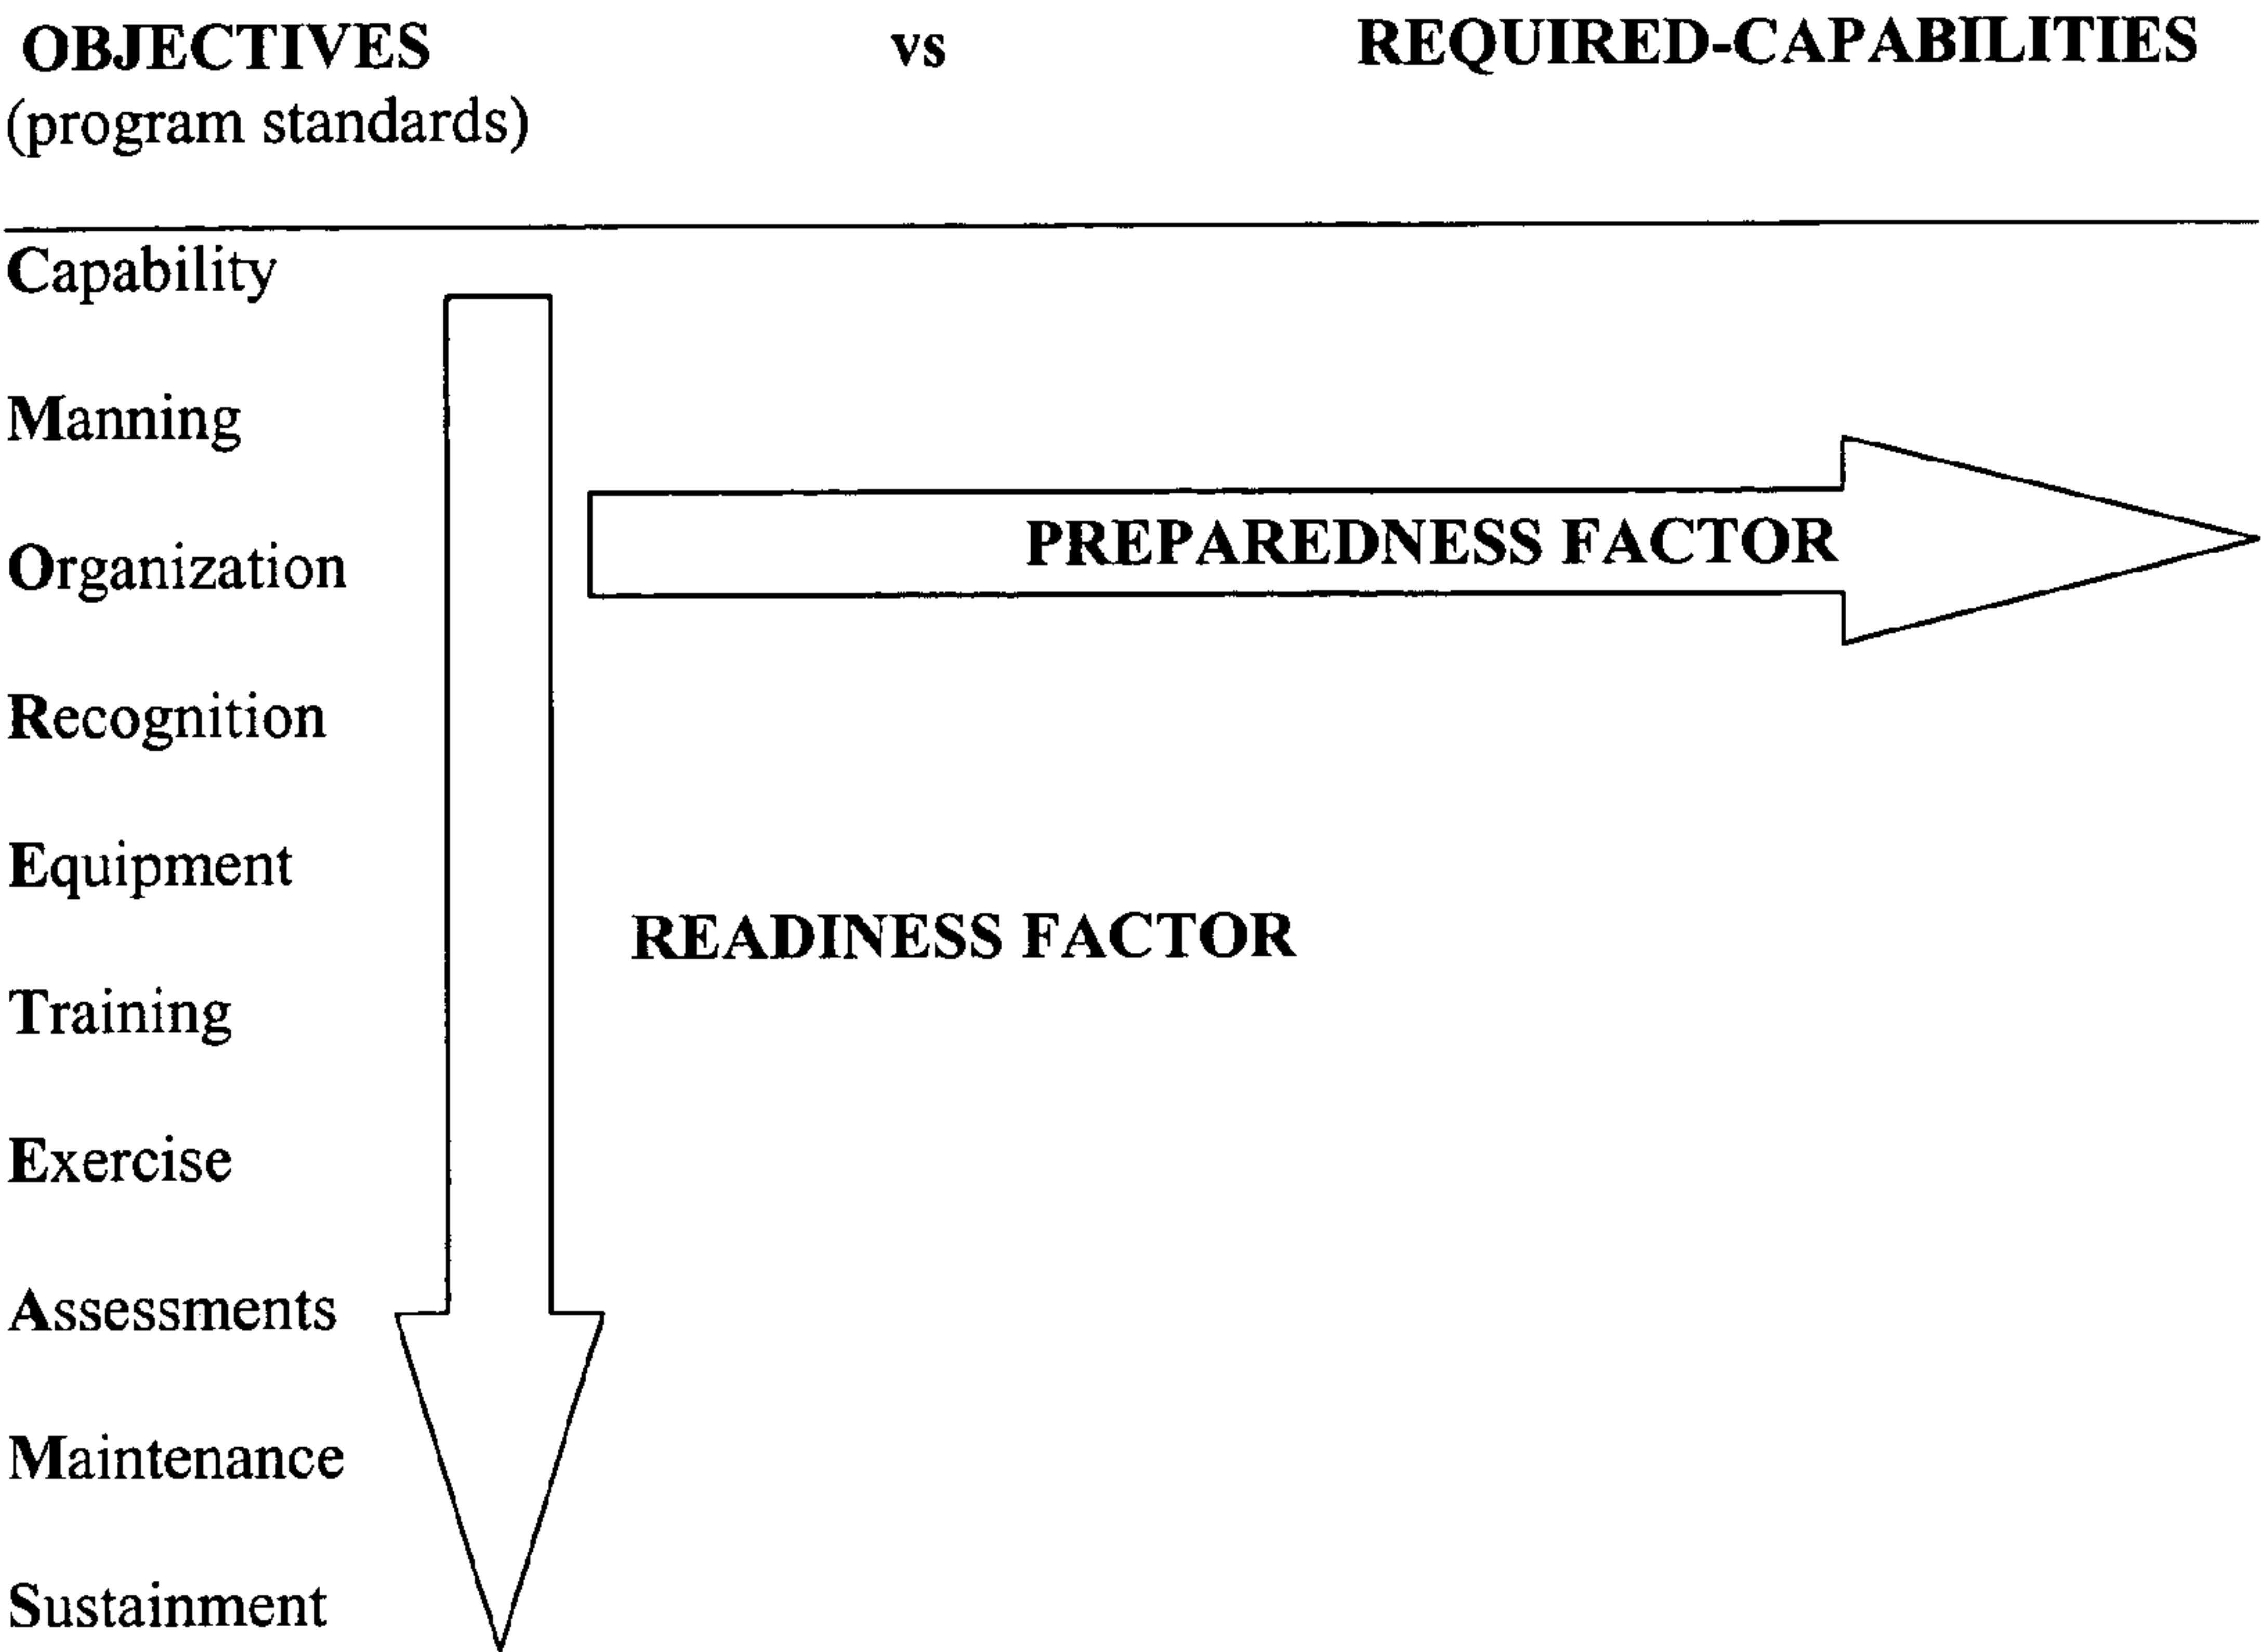 OBJECTIVES vs REQUIRED-CAPABILITIES
(program standards)
Capability
Manning
PREPAREDNESS FACTOR
Organization
Recognition
Equipment
READINESS FACTOR
Training
Exercise
Assessments
Maintenance
Sustainment